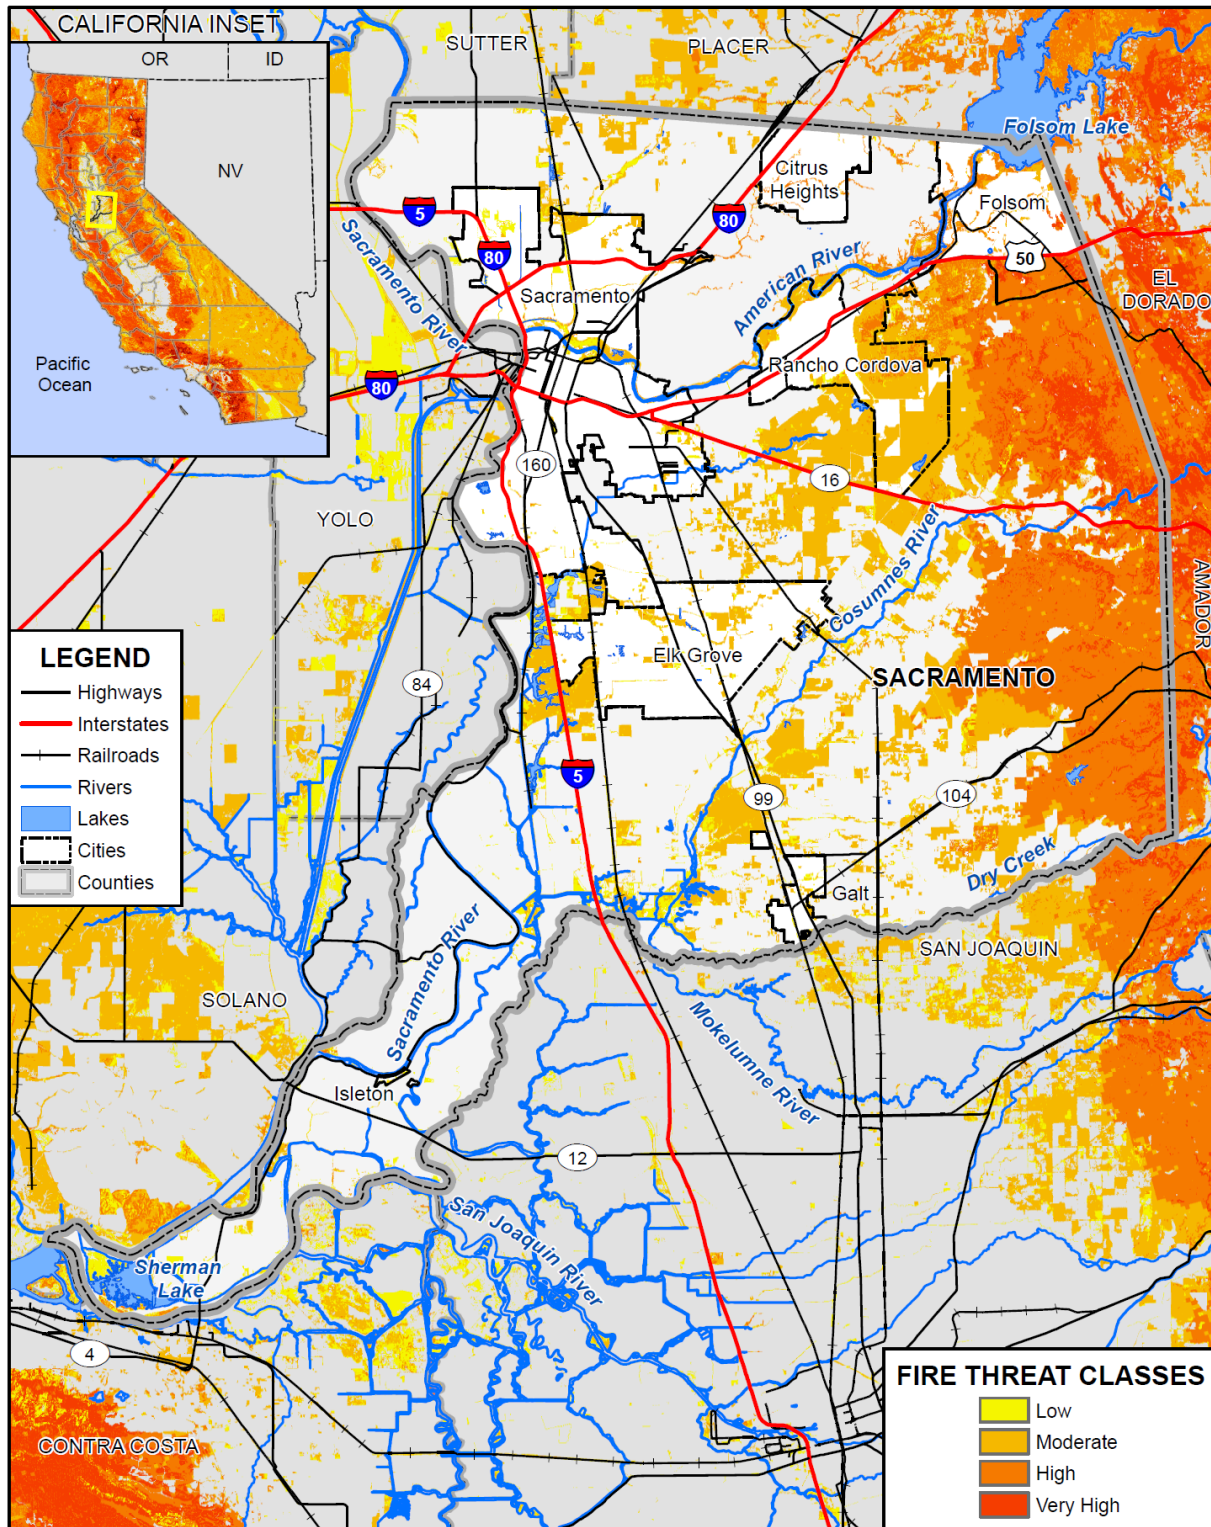 CALIFORNIA INSET
OR
ID
NV
Pacific
Ocean
SUTTER
PLACER
Folsom Lake
Citrus
Heights
Folsom
5
80
80
50
Sacramento River
American River
Sacramento
EL
DORADO
Rancho Cordova
80
160
16
YOLO
Cosumnes River
AMADOR
LEGEND
Highways
Interstates
Railroads
Rivers
Lakes
Cities
Counties
84
Elk Grove
SACRAMENTO
5
99
104
Dry Creek
Galt
SAN JOAQUIN
SOLANO
Sacramento River
Mokelumne River
Isleton
12
San Joaquin River
Sherman
Lake
4
CONTRA COSTA
FIRE THREAT CLASSES
Low
Moderate
High
Very High